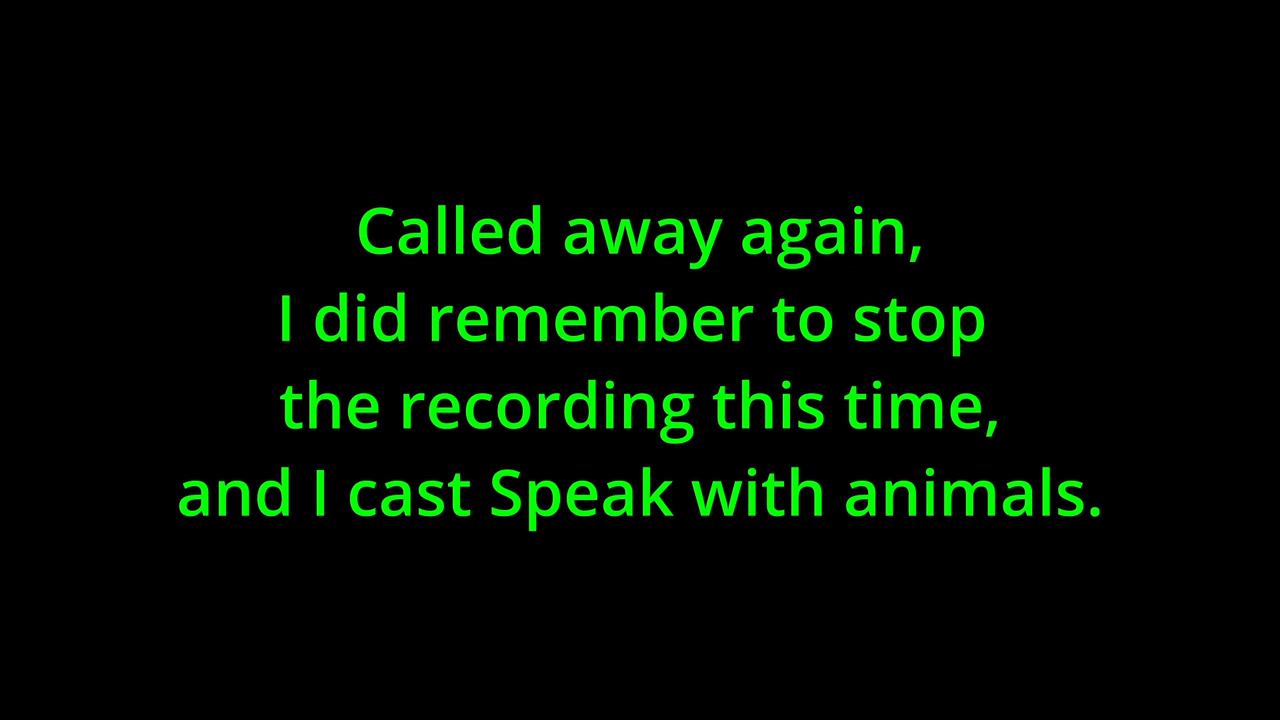 Called away again,
I did remember to stop
the recording this time,
and I cast Speak with animals.